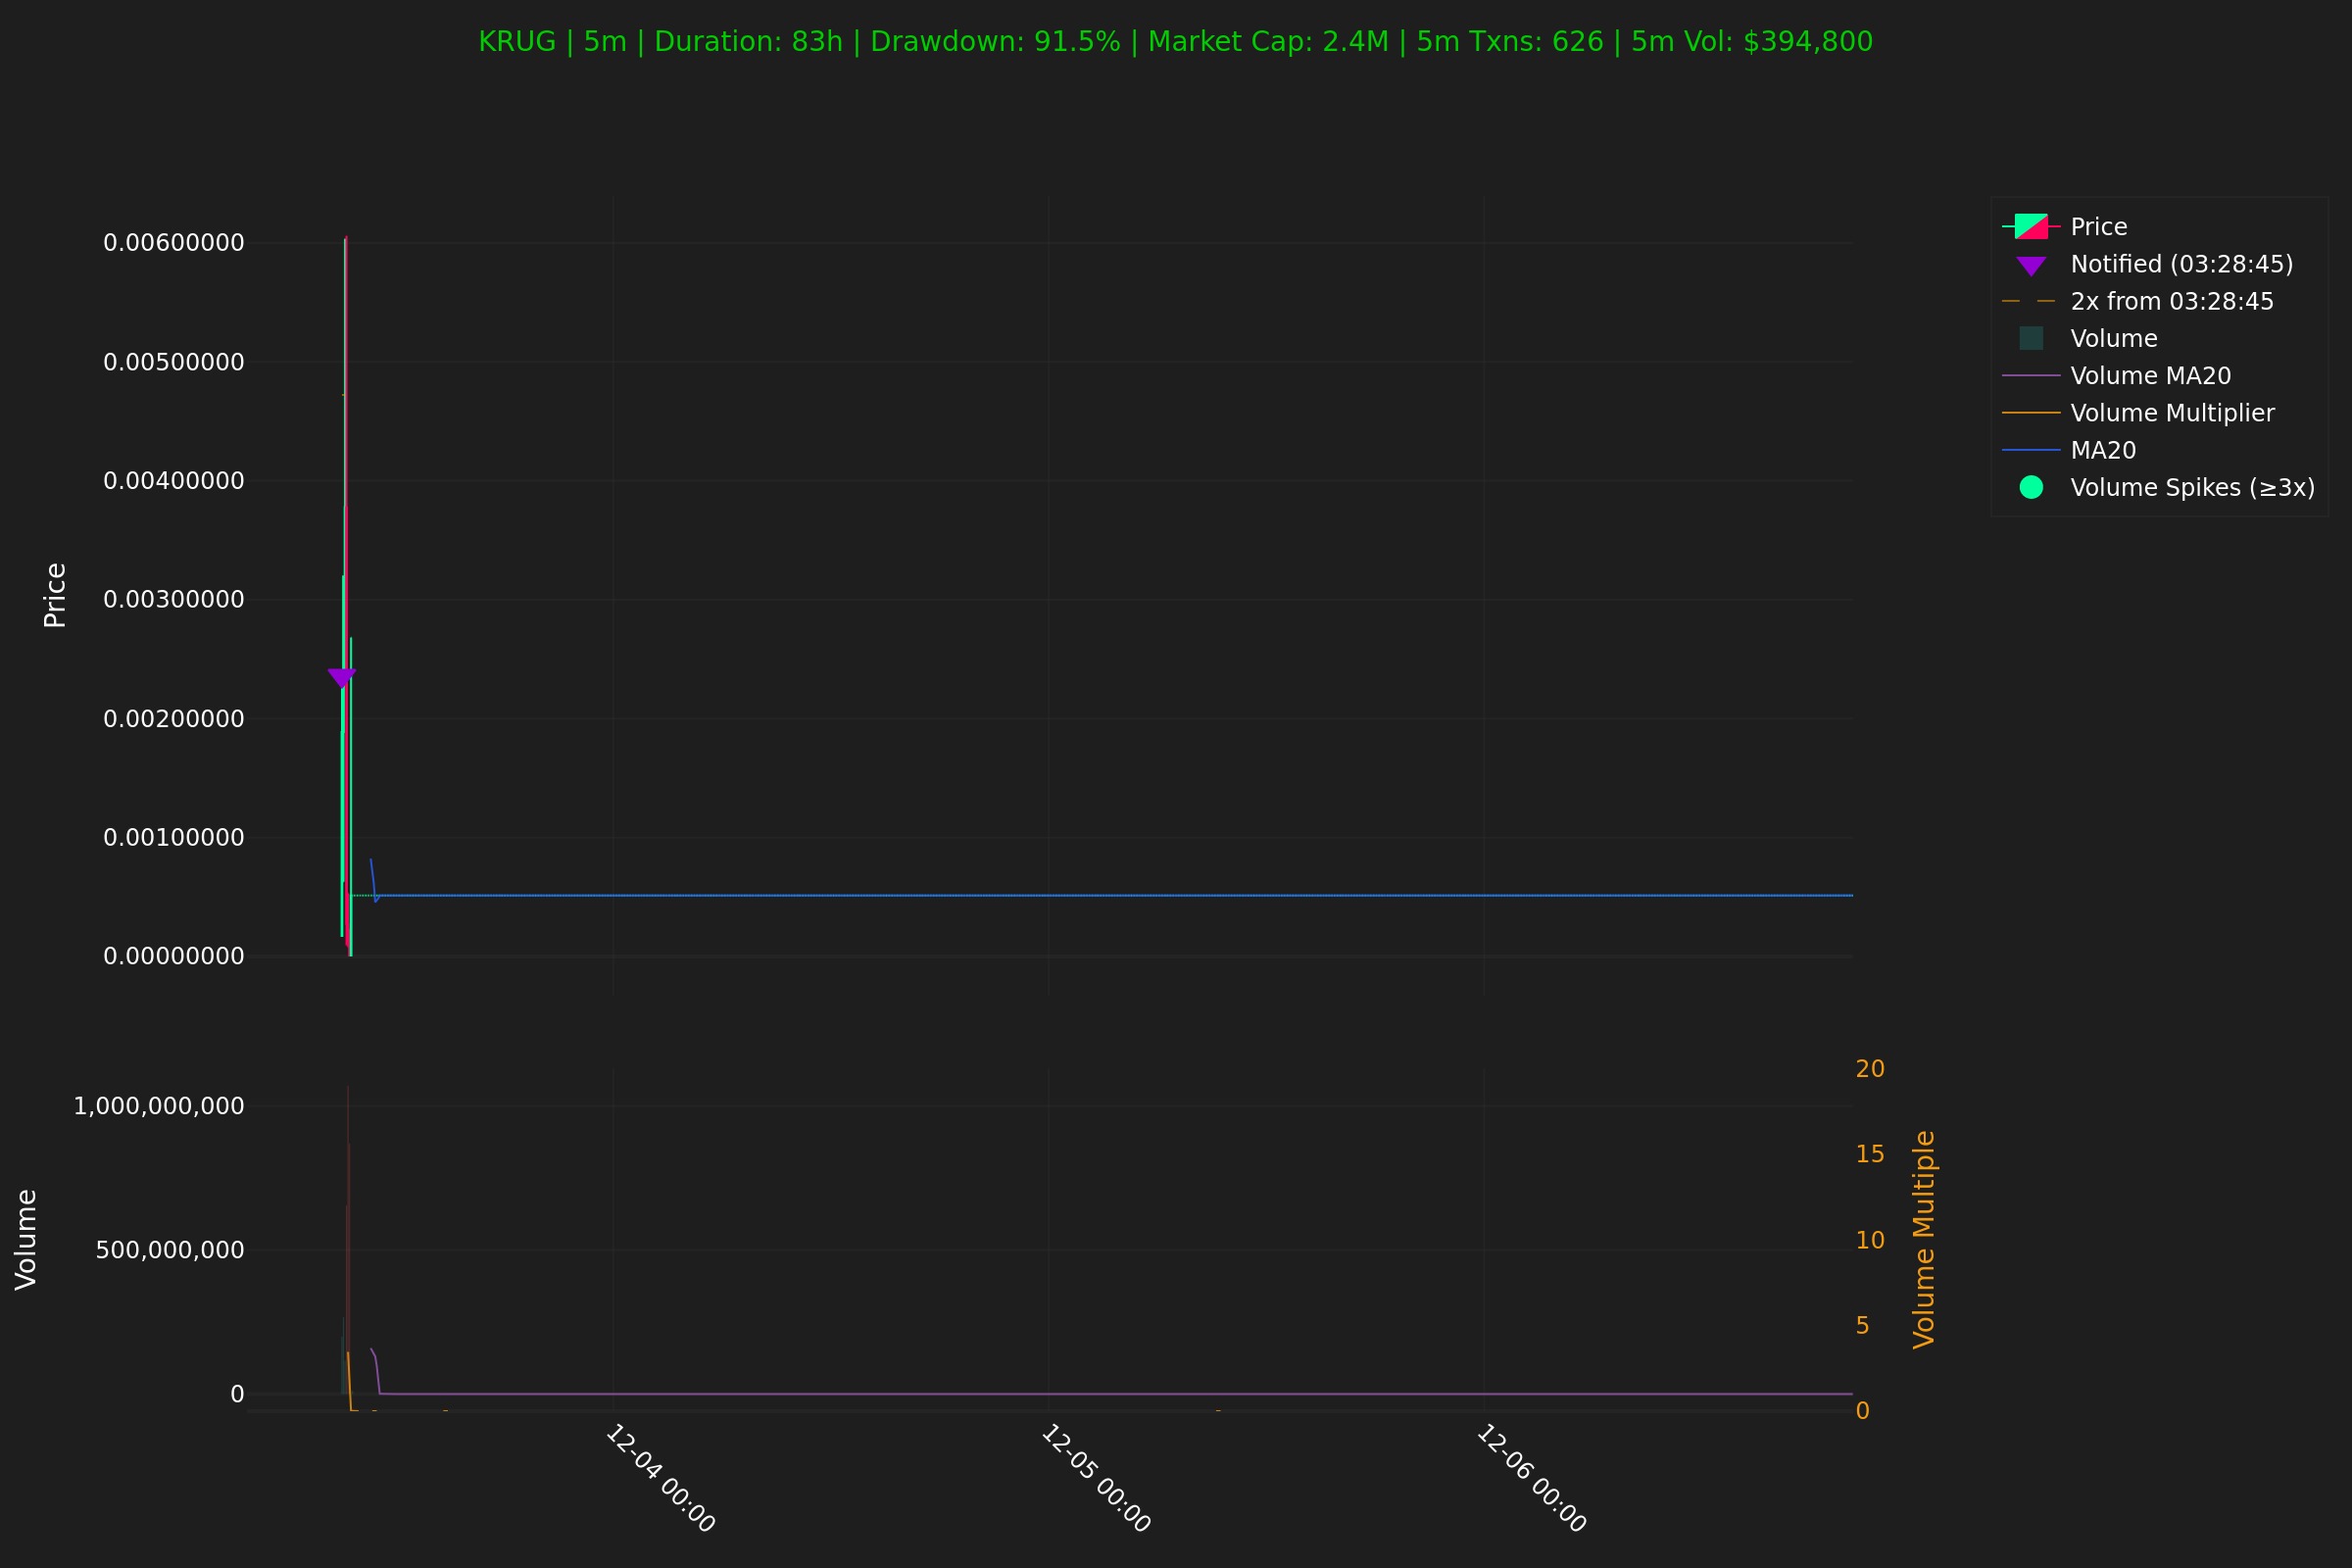 KRUG | 5m | Duration: 83h | Drawdown: 91.5% | Market Cap: 2.4M | 5m Txns: 626 | 5m Vol: $394,800
Price
0.00600000
0.00500000
0.00400000
0.00300000
0.00200000
0.00100000
0.00000000
Price
Notified (03:28:45)
2x from 03:28:45
Volume
Volume MA20
Volume Multiplier
MA20
Volume Spikes (≥3x)
Volume
1,000,000,000
500,000,000
0
20
15
10
5
0
Volume Multiple
12-04 00:00
12-05 00:00
12-06 00:00